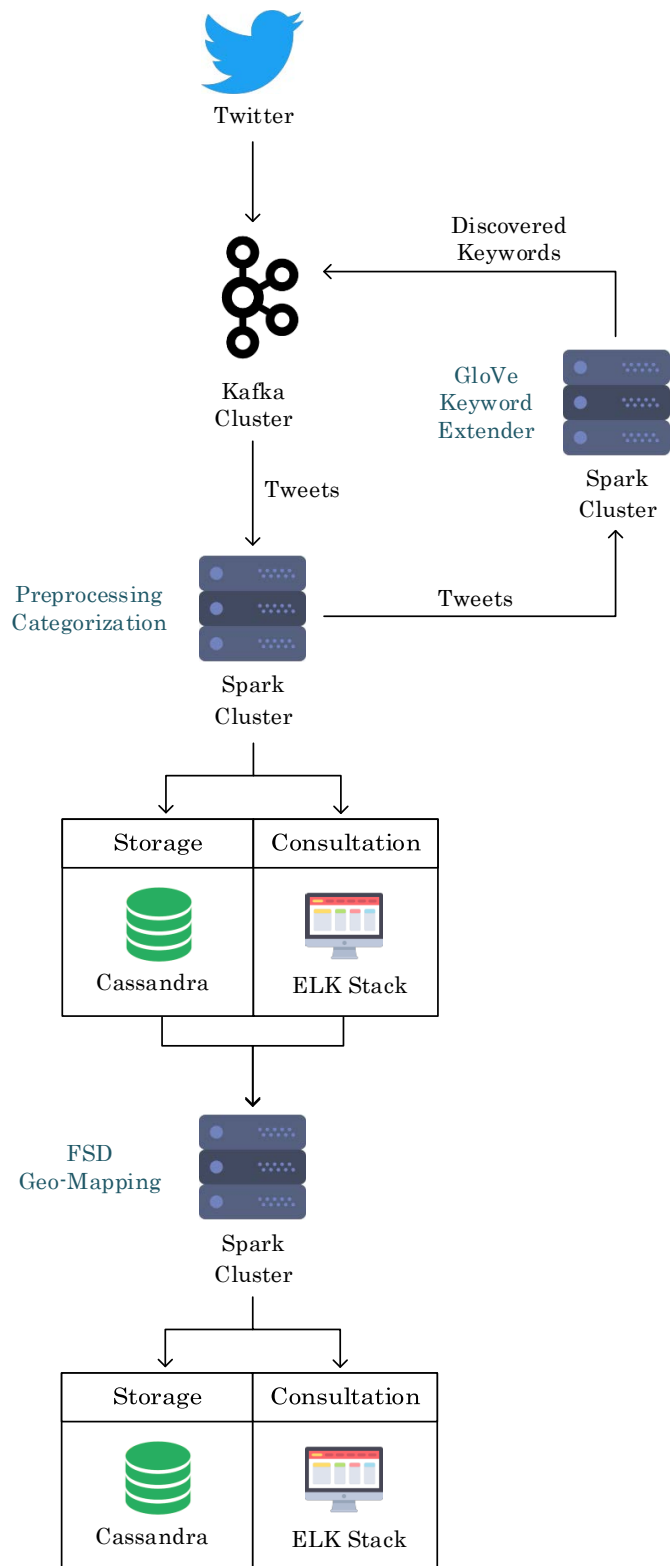 Twitter
Discovered
Keywords
GloVe
Keyword
Extender
Kafka
Cluster
Spark
Cluster
Tweets
Preprocessing
Categorization
Tweets
Spark
Cluster
Storage
Consultation
Cassandra
ELK Stack
FSD
Geo-Mapping
Spark
Cluster
Storage
Consultation
Cassandra
ELK Stack